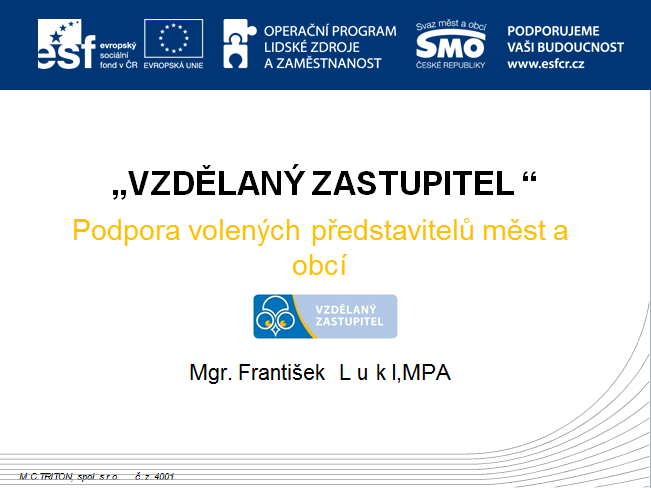 esf evropský
sociální
fond v ČR
EVROPSKÁ UNIE
OPERAČNÍ PROGRAM
LIDSKÉ ZDROJE
A ZAMĚSTNANOST
Svaz měst a obcí
SMO
ČESKÉ REPUBLIKY
PODPORUJEME
VAŠI BUDOUCNOST
www.esfcr.cz
„VZDĚLANÝ ZASTUPITEL “
Podpora volených představitelů měst a
obcí
VZDĚLANÝ
ZASTUPITEL
Mgr. František L u k l,MPA
M.C.TRITON, spol. s r.o. č. z. 4001